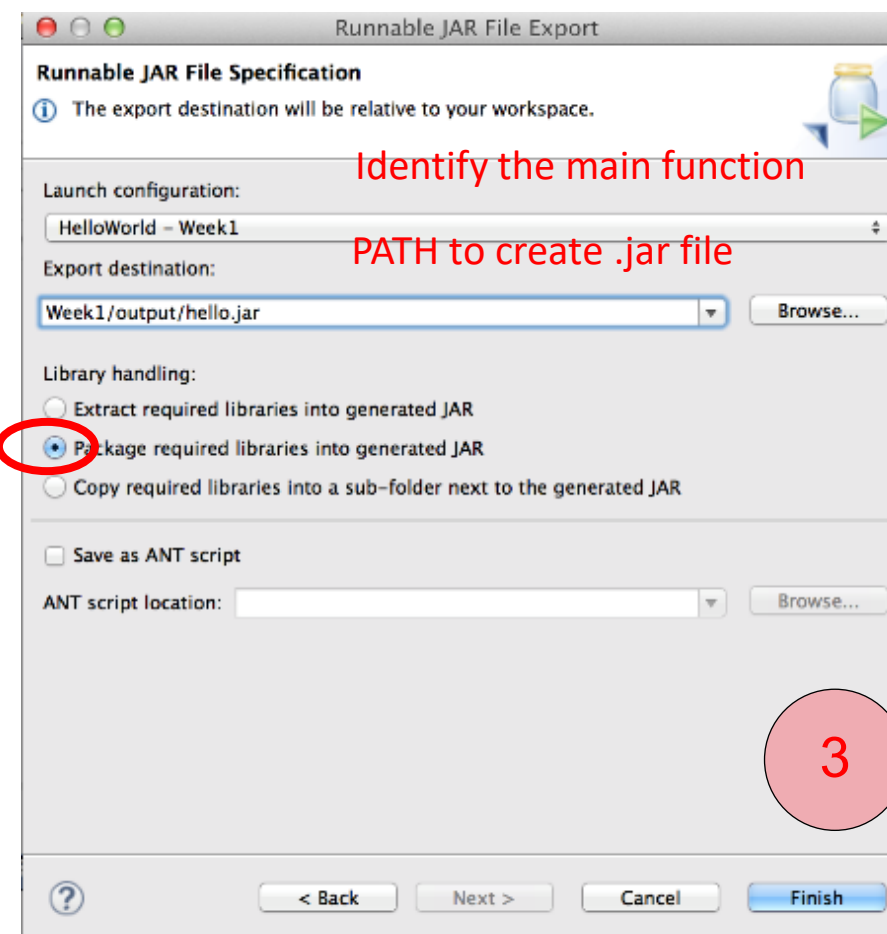 Runnable JAR File Export
Runnable JAR File Specification
The export destination will be relative to your workspace.
Identify the main function
Launch configuration:
HelloWorld – Week1
PATH to create .jar file
Export destination:
Week1/output/hello.jar
Browse...
Library handling:
Extract required libraries into generated JAR
Package required libraries into generated JAR
Copy required libraries into a sub-folder next to the generated JAR
Save as ANT script
ANT script location:
Browse...
3
?
< Back
Next >
Cancel
Finish